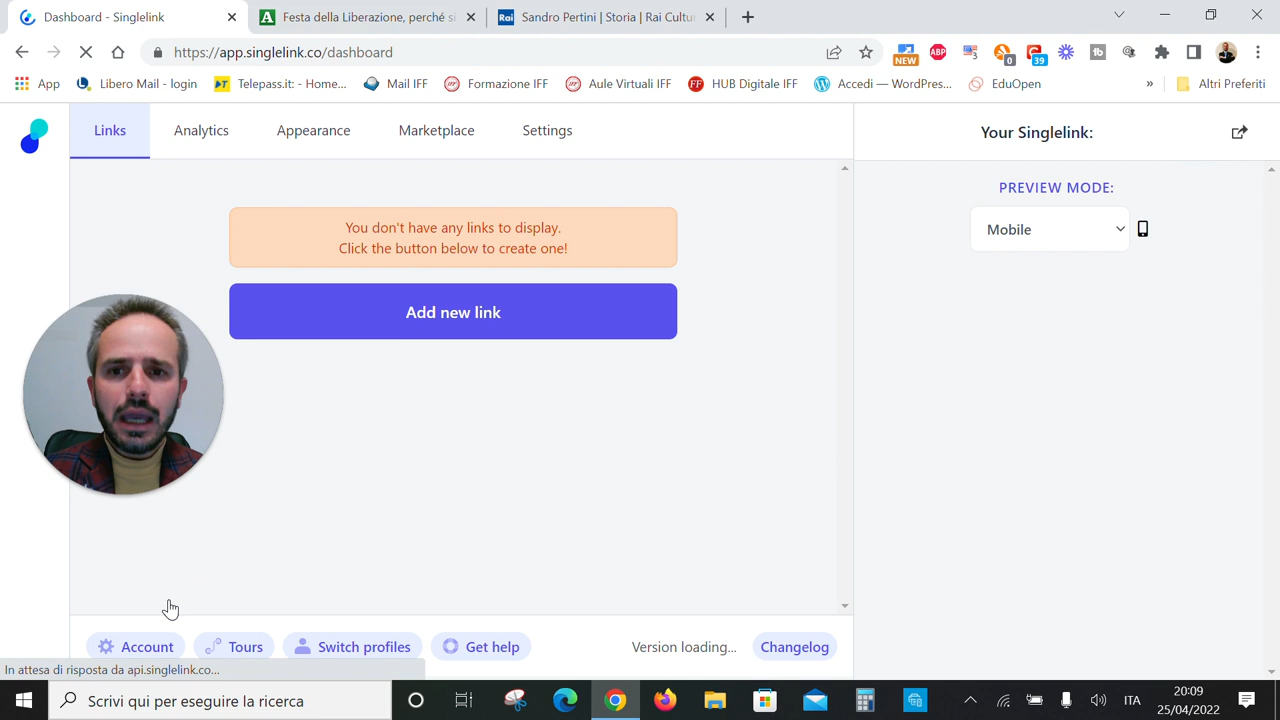 Dashboard - Singlelink
Festa della Liberazione, perché si
Rai Sandro Pertini | Storia | Rai Cultu
https://app.singlelink.co/dashboard
NEW
ABP
3
0
39
tb
App
Libero Mail - login
Telepass.it: - Home...
Mail IFF
Formazione IFF
Aule Virtuali IFF
HUB Digitale IFF
Accedi — WordPres...
EduOpen
»
Altri Preferiti
Links
Analytics
Appearance
Marketplace
Settings
Your Singlelink:
PREVIEW MODE:
Mobile
You don't have any links to display.
Click the button below to create one!
Add new link
Account
Tours
Switch profiles
Get help
Version loading...
Changelog
In attesa di risposta da api.singlelink.co...
Scrivi qui per eseguire la ricerca
ITA
20:09
25/04/2022